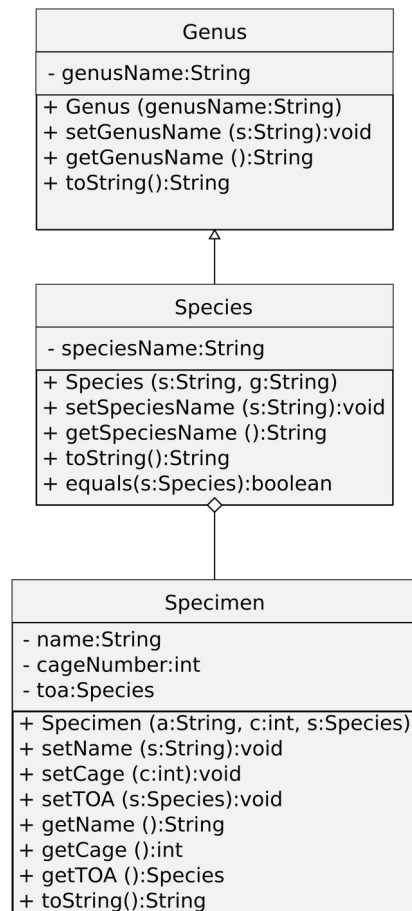 Genus
- genusName:String
+ Genus (genusName:String)
+ setGenusName (s:String):void
+ getGenusName ():String
+ toString():String
Species
- speciesName:String
+ Species (s:String, g:String)
+ setSpeciesName (s:String):void
+ getSpeciesName ():String
+ toString():String
+ equals(s:Species):boolean
Specimen
- name:String
- cageNumber:int
- toa:Species
+ Specimen (a:String, c:int, s:Species)
+ setName (s:String):void
+ setCage (c:int):void
+ setTOA (s:Species):void
+ getName ():String
+ getCage ():int
+ getTOA ():Species
+ toString():String